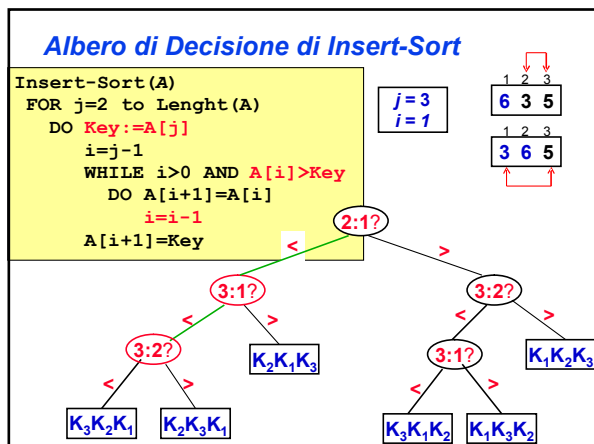 Albero di Decisione di Insert-Sort
Insert-Sort(A)
FOR j=2 to Lenght(A)
DO Key:=A[j]
i=j-1
WHILE i>0 AND A[i]>Key
DO A[i+1]=A[i]
i=i-1
A[i+1]=Key
j = 3
i = 1
1 2 3
6 3 5
1 2 3
3 6 5
2:1?
< >
3:1? 3:2?
< > < >
3:2? K2K1K3 3:1? K1K2K3
< > < >
K3K2K1 K2K3K1 K3K1K2 K1K3K2